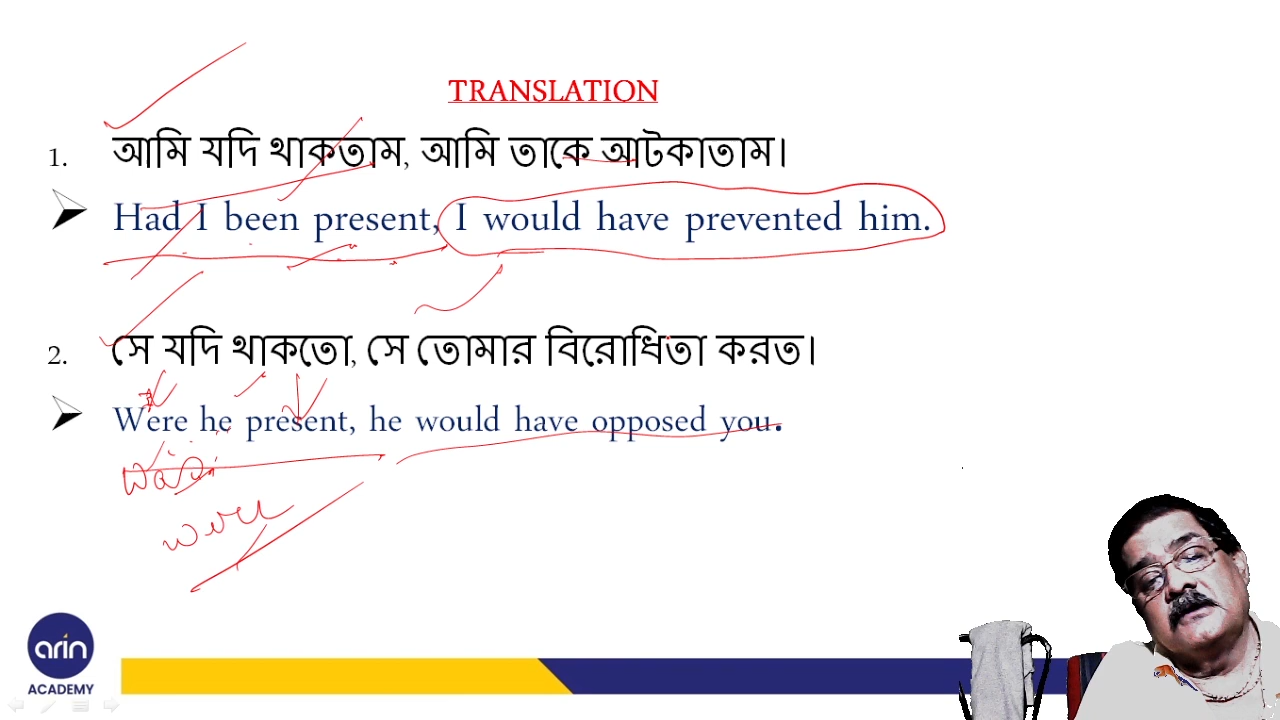 TRANSLATION
1. আমি যদি থাকতাম, আমি তাকে আটকাতাম।
Had I been present, I would have prevented him.
2. সে যদি থাকতো, সে তোমার বিরোধিতা করত।
Were he present, he would have opposed you.
were
arin
ACADEMY